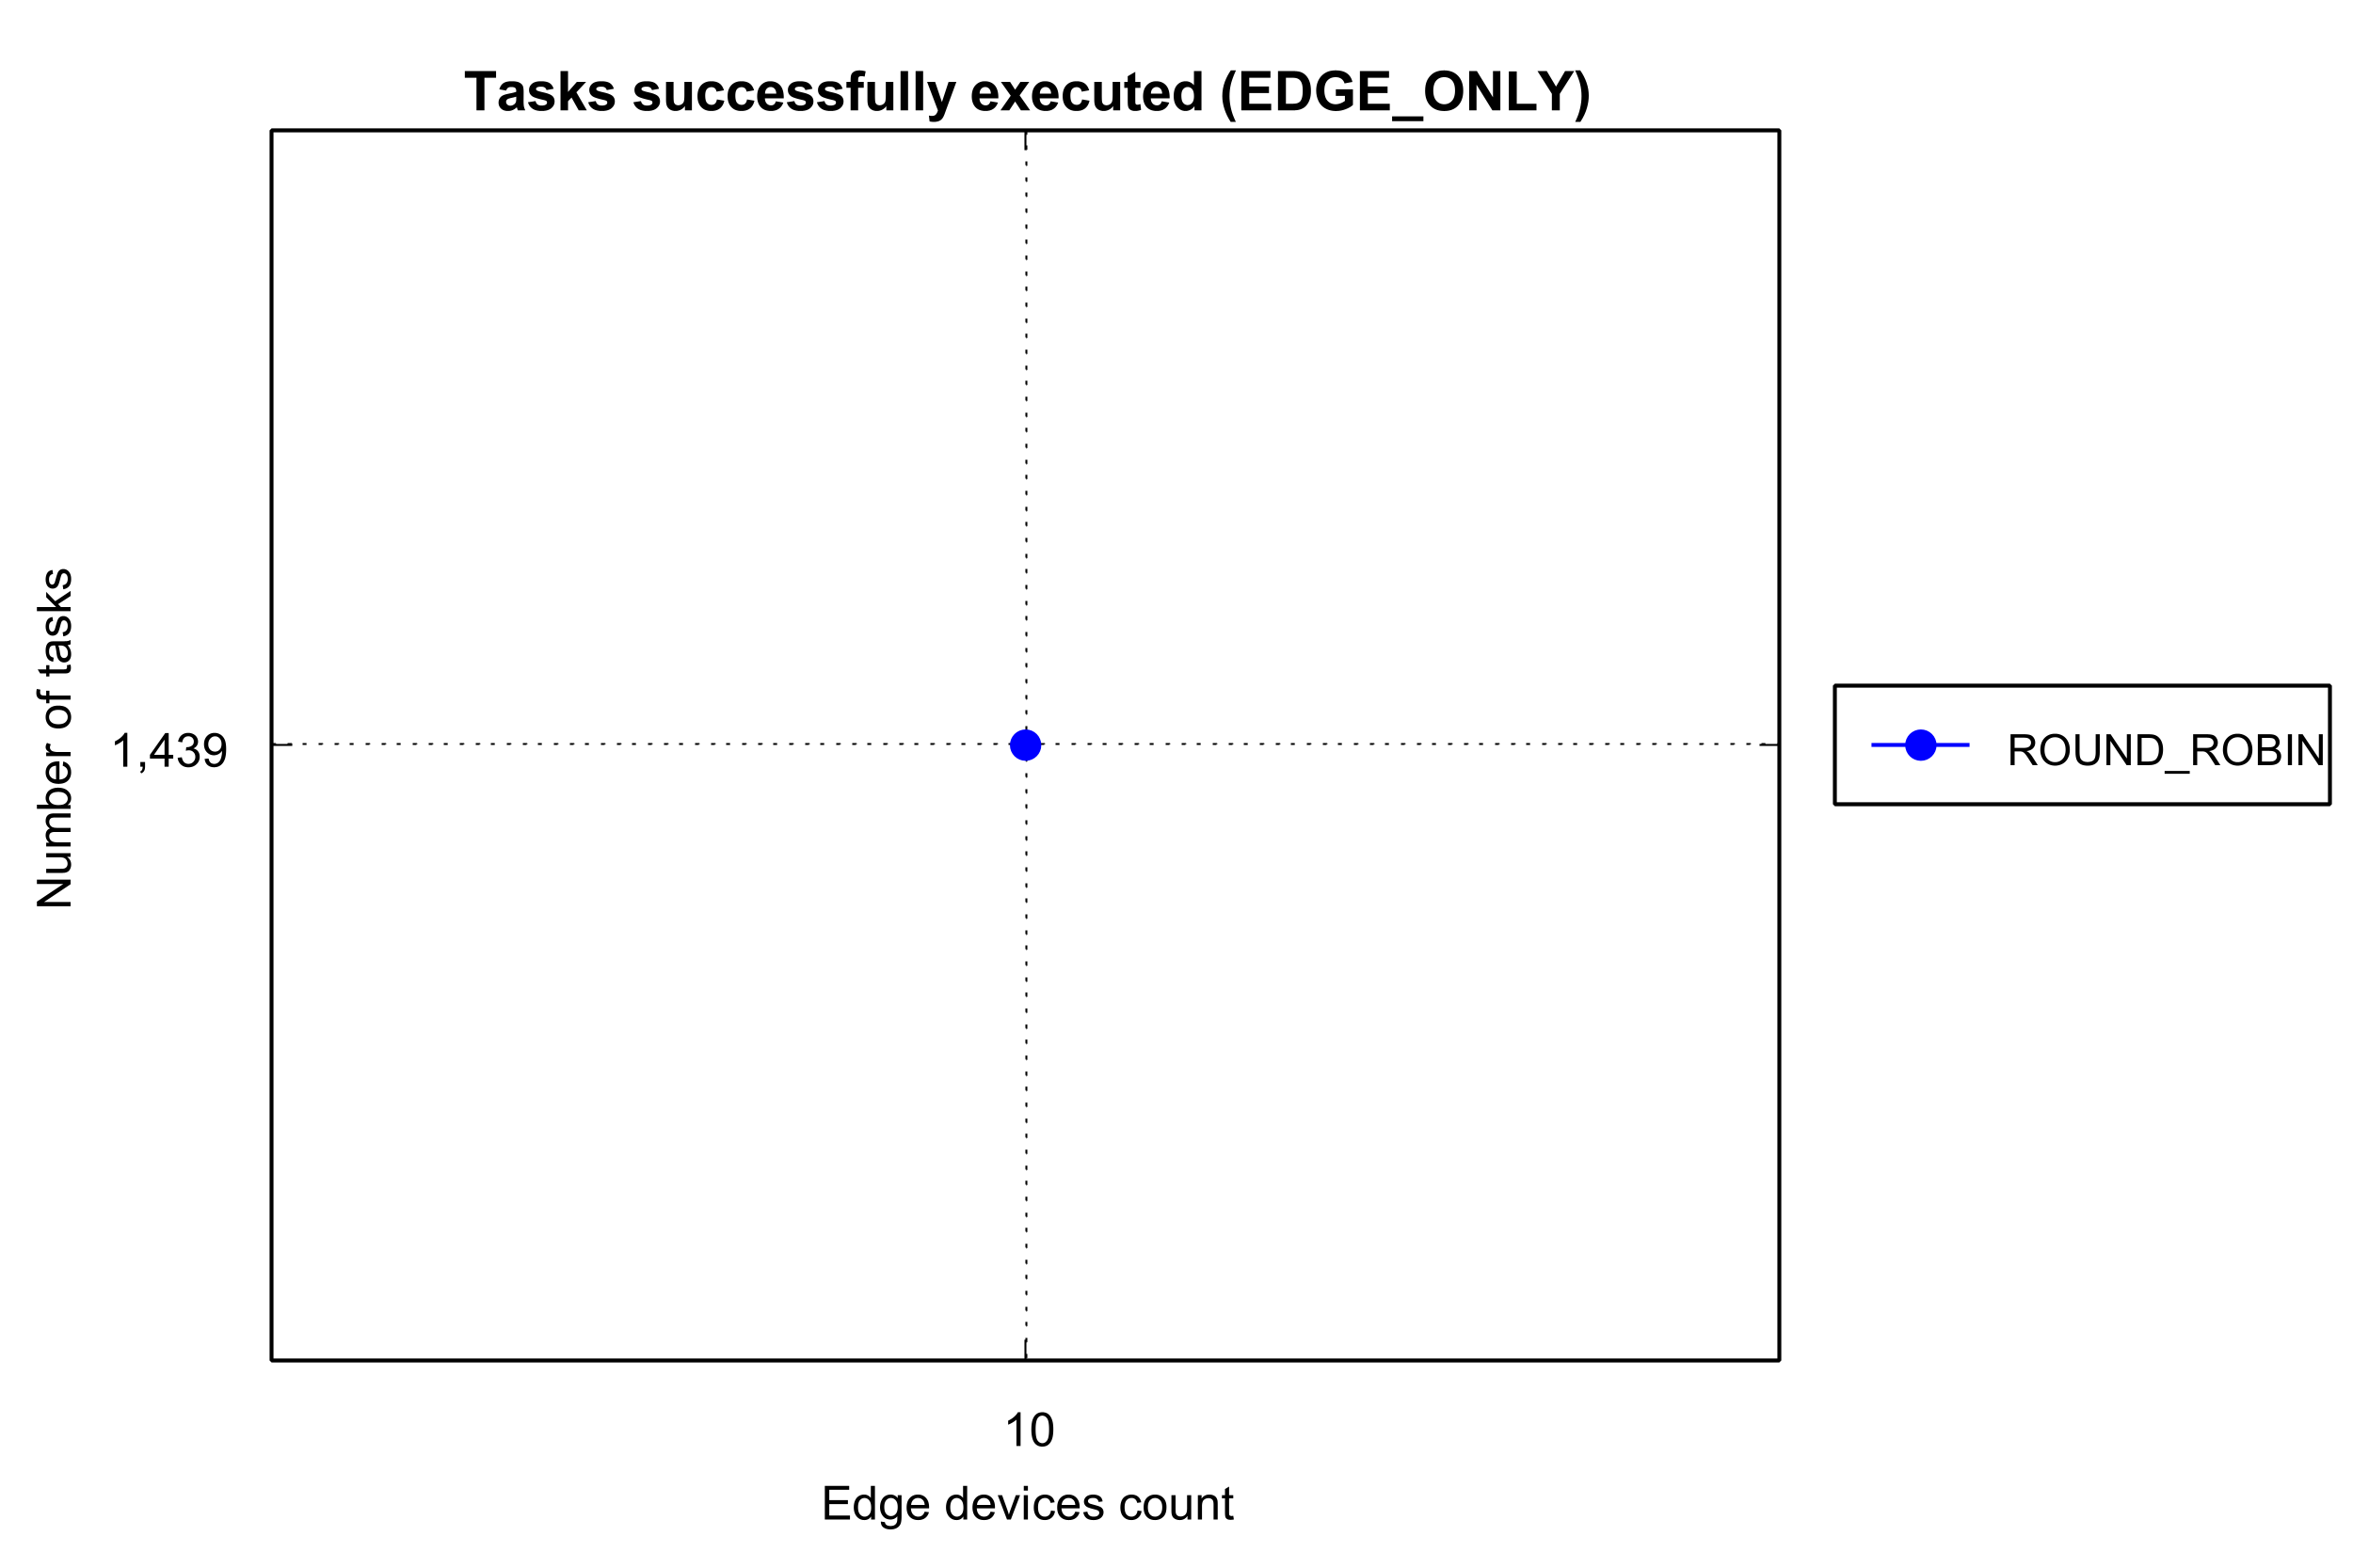 Tasks successfully executed (EDGE_ONLY)
Number of tasks
1,439
ROUND_ROBIN
10
Edge devices count